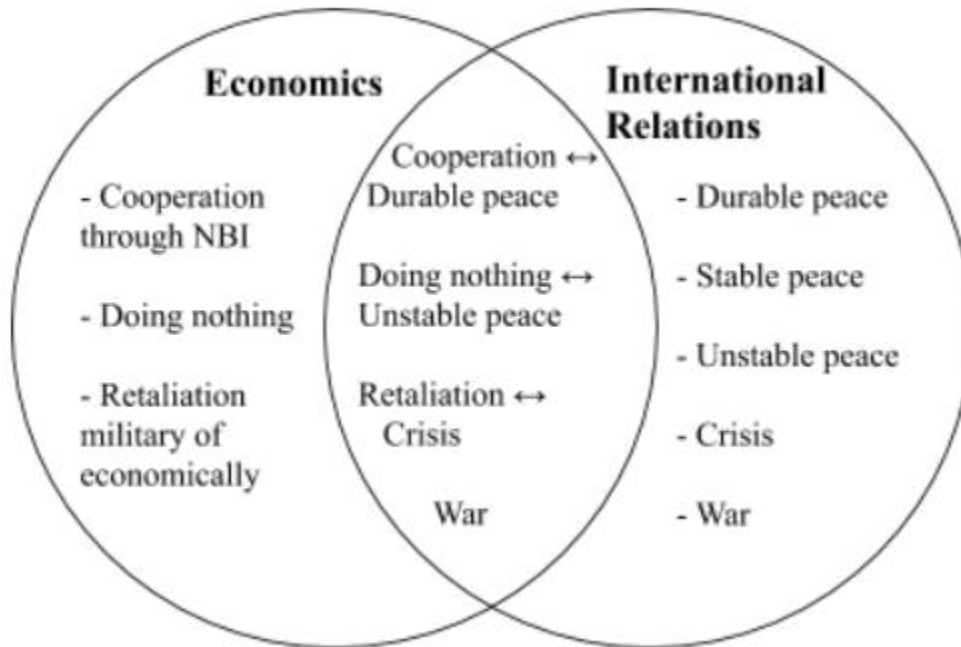 Economics
- Cooperation
through NBI
- Doing nothing
- Retaliation
military of
economically
Cooperation ↔
Durable peace
Doing nothing ↔
Unstable peace
Retaliation ↔
Crisis
War
International
Relations
- Durable peace
- Stable peace
- Unstable peace
- Crisis
- War